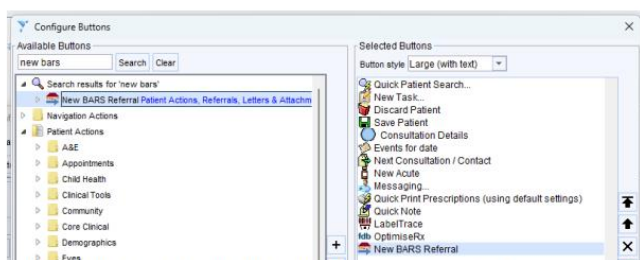 Configure Buttons
Available Buttons
new bars Search Clear
Search results for 'new bars'
New BARS Referral Patient Actions, Referrals, Letters & Attachm
Navigation Actions
Patient Actions
A&E
Appointments
Child Health
Clinical Tools
Community
Core Clinical
Demographics
Eyes
Selected Buttons
Button style Large (with text)
Quick Patient Search...
New Task...
Discard Patient
Save Patient
Consultation Details
Events for date
Next Consultation / Contact
New Acute
Messaging...
Quick Print Prescriptions (using default settings)
Quick Note
LabelTrace
fdb OptimiseRx
New BARS Referral